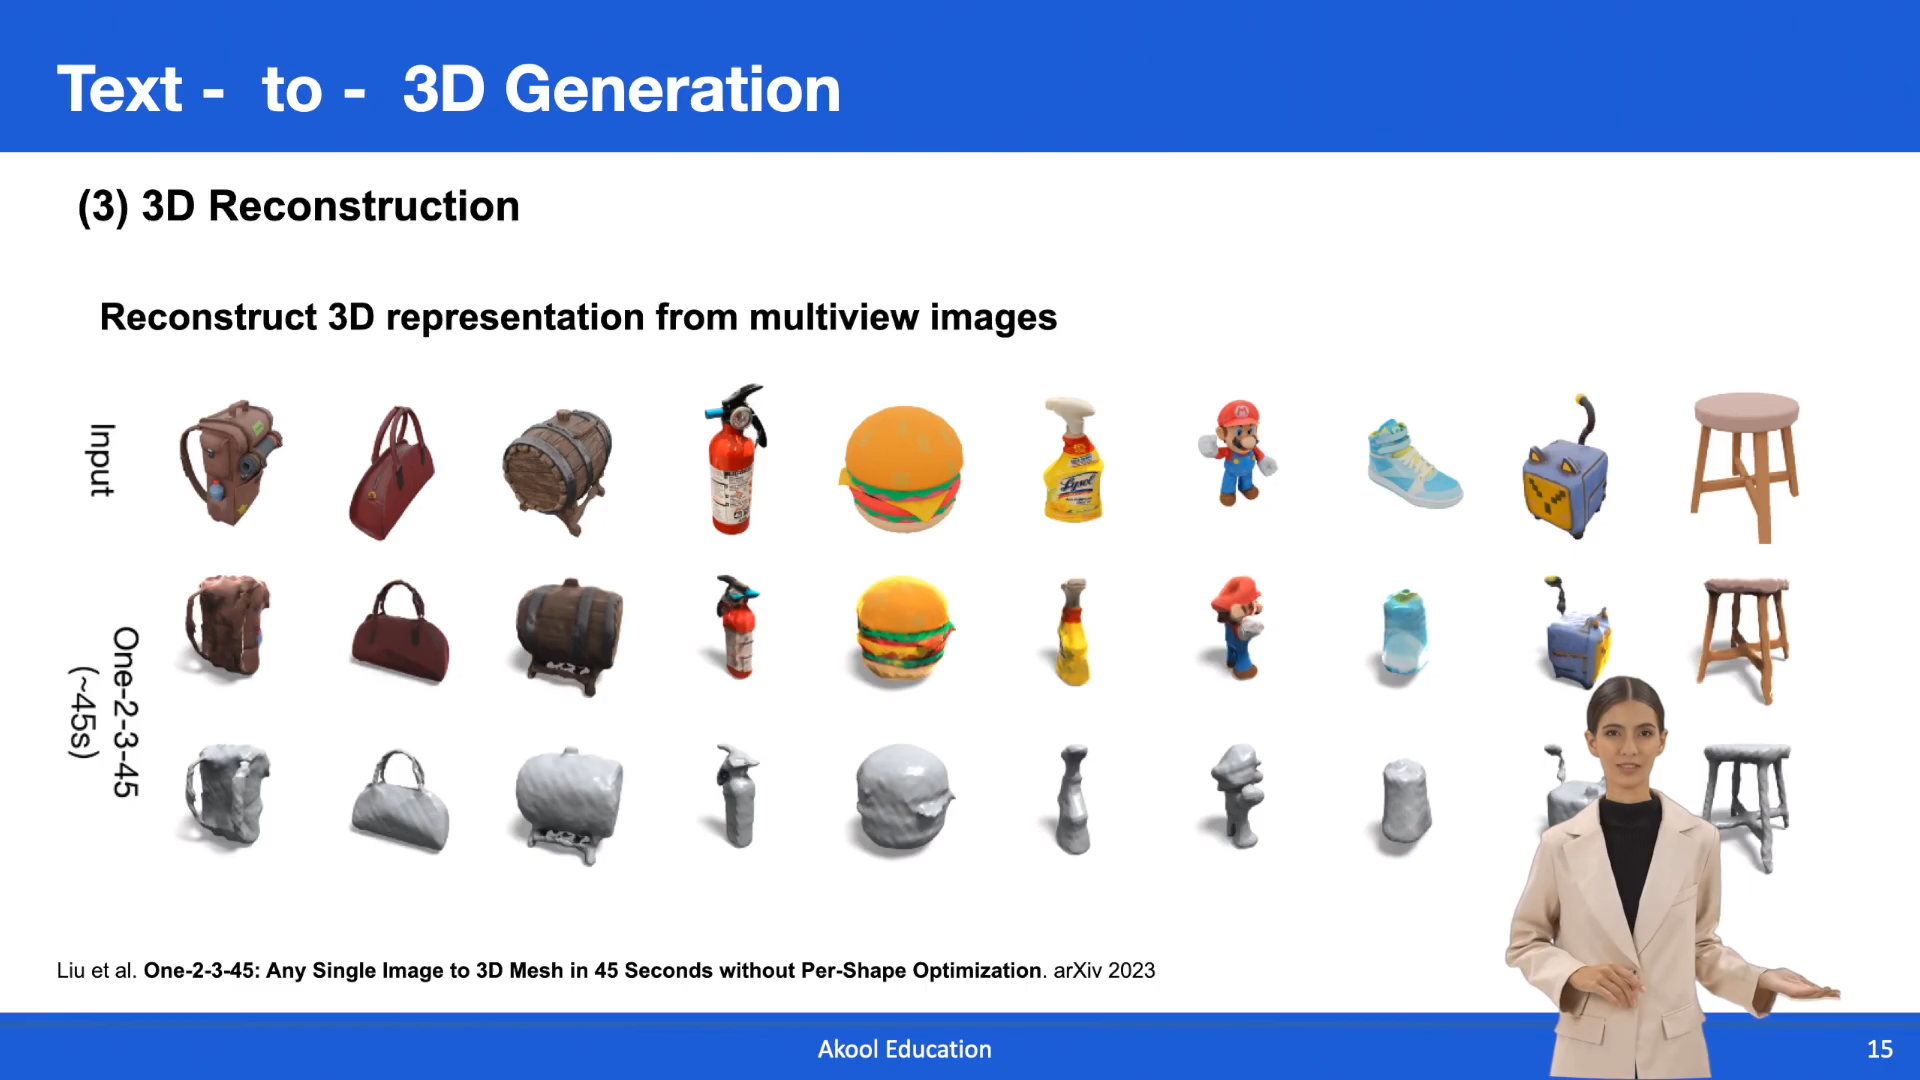 Text - to - 3D Generation
(3) 3D Reconstruction
Reconstruct 3D representation from multiview images
Input
Lysol
One-2-3-45
(~45s)
Liu et al. One-2-3-45: Any Single Image to 3D Mesh in 45 Seconds without Per-Shape Optimization. arXiv 2023
Akool Education
15